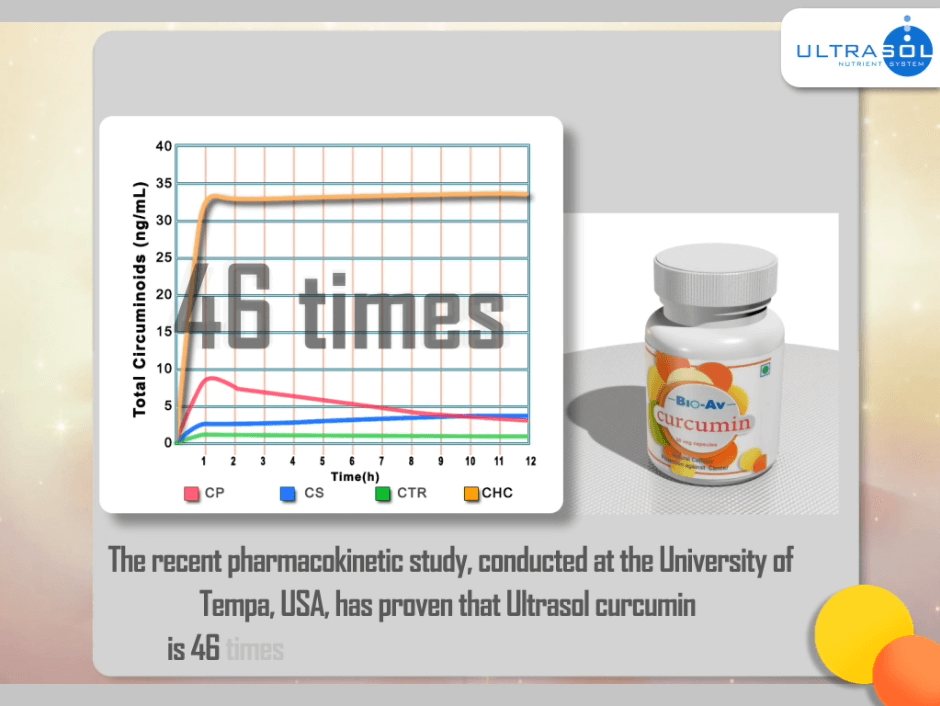 ULTRASOL
NUTRIENT SYSTEM
40
35
30
25
20
15
10
5
0
Total Circuminoids (ng/mL)
46 times
1 2 3 4 5 6 7 8 9 10 11 12
Time(h)
CP CS CTR CHC
BIO-AV
curcumin
veg capsules
The recent pharmacokinetic study, conducted at the University of
Tempa, USA, has proven that Ultrasol curcumin
is 46 times